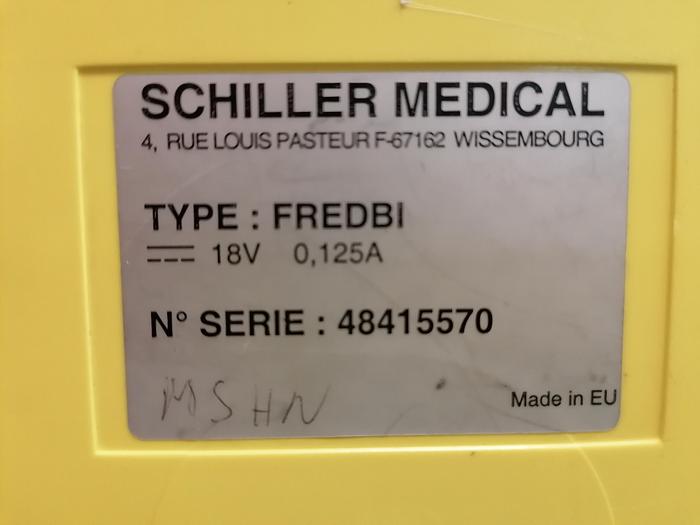 SCHILLER MEDICAL
4, RUE LOUIS PASTEUR F-67162 WISSEMBOURG
TYPE : FREDBI
18V 0,125A
N° SERIE : 48415570
MSHN
Made in EU